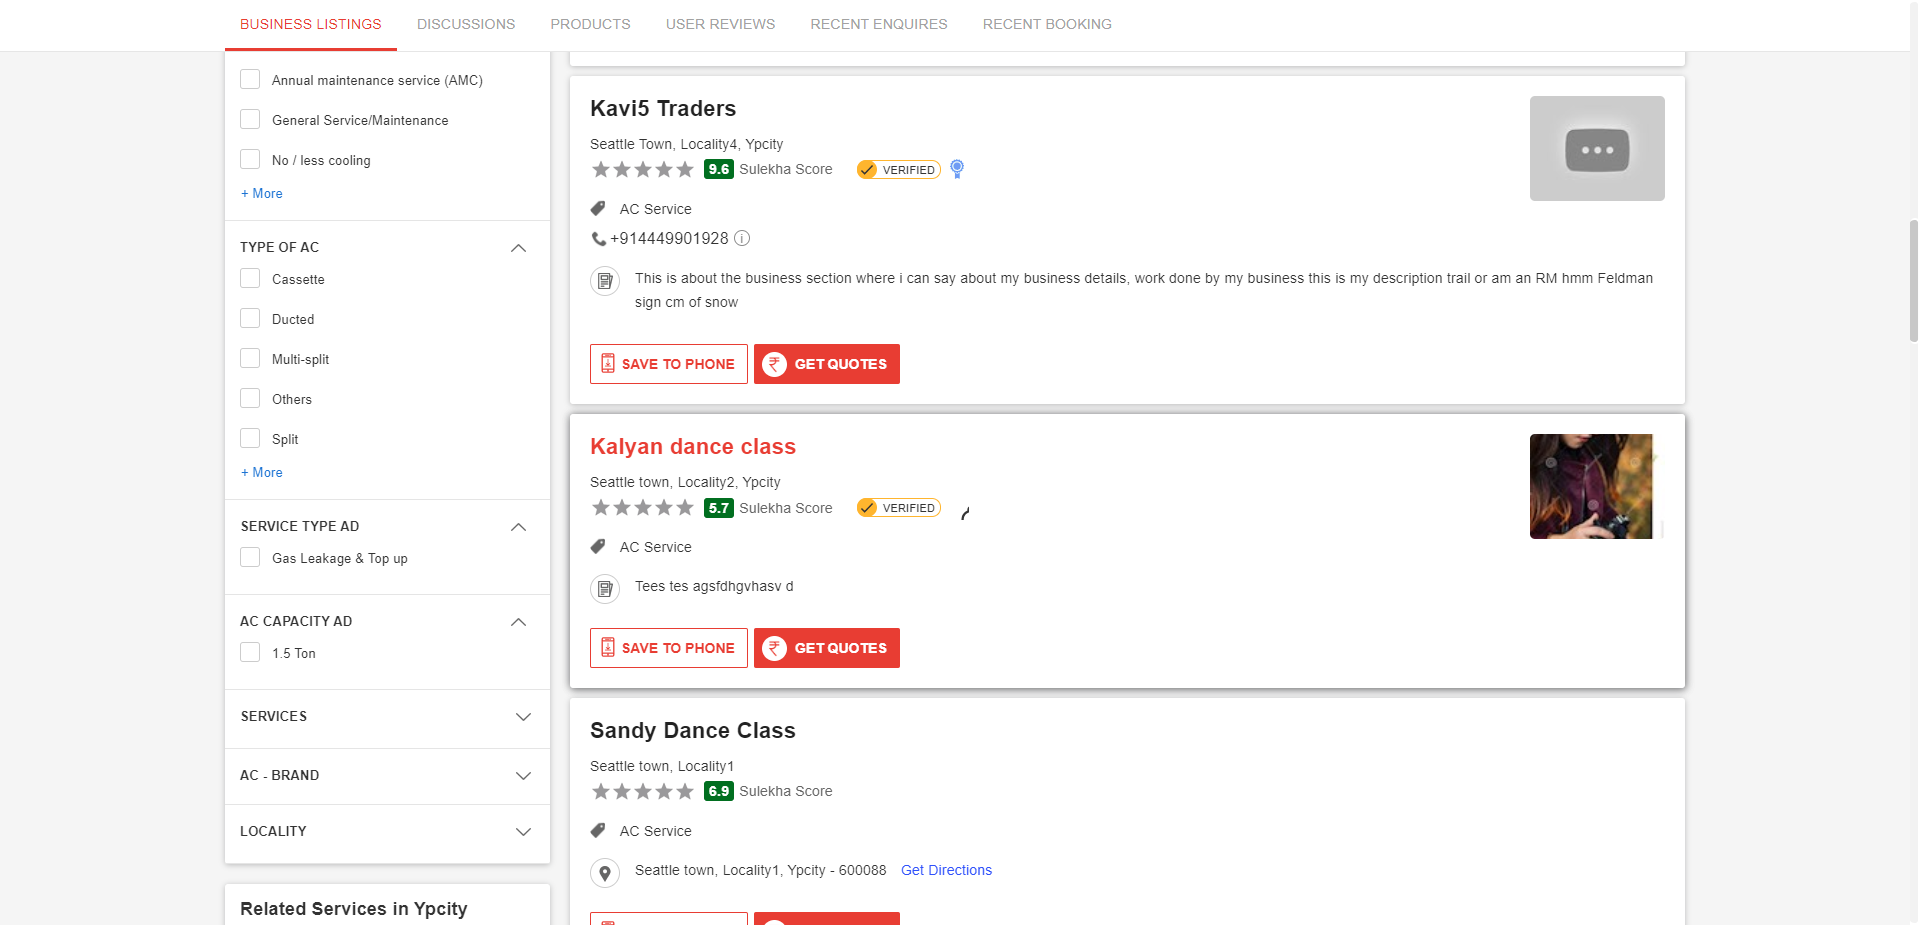 BUSINESS LISTINGS DISCUSSIONS PRODUCTS USER REVIEWS RECENT ENQUIRES RECENT BOOKING
Annual maintenance service (AMC)
General Service/Maintenance
No / less cooling
+ More
TYPE OF AC
Cassette
Ducted
Multi-split
Others
Split
+ More
SERVICE TYPE AD
Gas Leakage & Top up
AC CAPACITY AD
1.5 Ton
SERVICES
AC - BRAND
LOCALITY
Related Services in Ypcity
Kavi5 Traders
Seattle Town, Locality4, Ypcity
9.6 Sulekha Score VERIFIED
AC Service
+914449901928
This is about the business section where i can say about my business details, work done by my business this is my description trail or am an RM hmm Feldman
sign cm of snow
SAVE TO PHONE GET QUOTES
Kalyan dance class
Seattle town, Locality2, Ypcity
5.7 Sulekha Score VERIFIED
AC Service
Tees tes agsfdhgvhasv d
SAVE TO PHONE GET QUOTES
Sandy Dance Class
Seattle town, Locality1
6.9 Sulekha Score
AC Service
Seattle town, Locality1, Ypcity - 600088 Get Directions